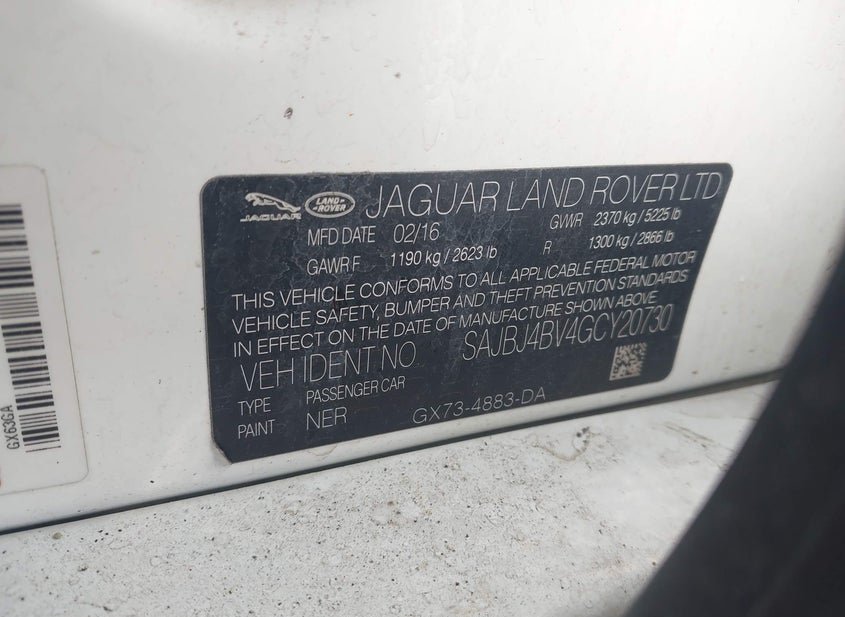 JAGUAR LAND-ROVER JAGUAR LAND ROVER LTD
MFD DATE 02/16 GVWR 2370 kg / 5225 lb
GAWR F 1190 kg / 2623 lb R 1300 kg / 2866 lb
THIS VEHICLE CONFORMS TO ALL APPLICABLE FEDERAL MOTOR
VEHICLE SAFETY, BUMPER AND THEFT PREVENTION STANDARDS
IN EFFECT ON THE DATE OF MANUFACTURE SHOWN ABOVE.
VEH IDENT NO SAJBJ4BV4GCY20730
TYPE PASSENGER CAR
PAINT NER GX73-4883-DA
GX63GA